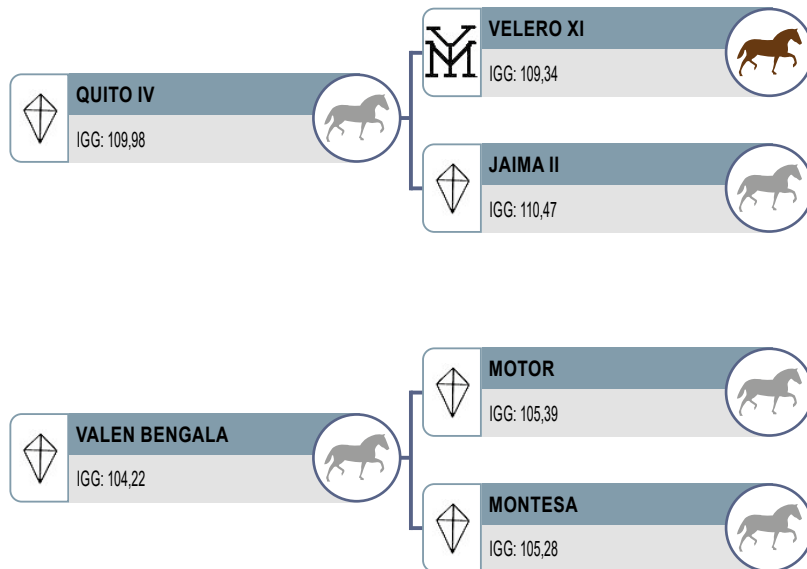 VELERO XI
IGG: 109,34
QUITO IV
IGG: 109,98
JAIMA II
IGG: 110,47
MOTOR
IGG: 105,39
VALEN BENGALA
IGG: 104,22
MONTESA
IGG: 105,28